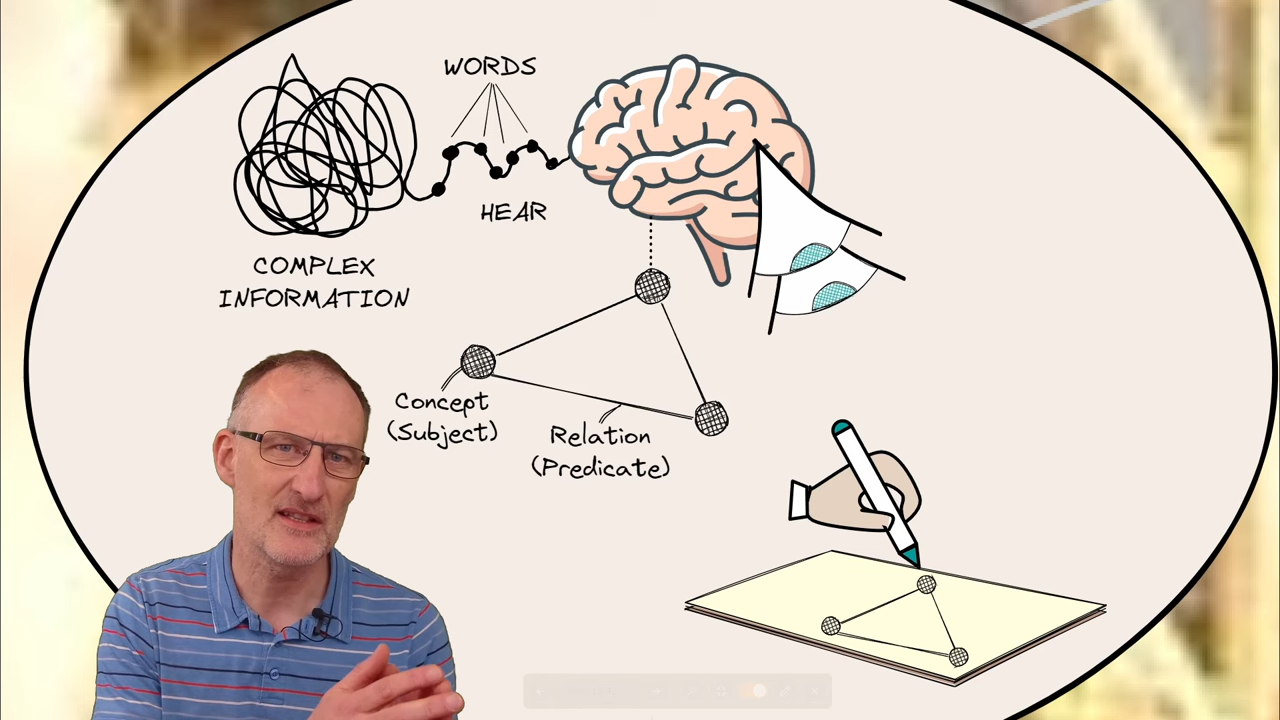 WORDS
HEAR
COMPLEX
INFORMATION
Concept
(Subject)
Relation
(Predicate)